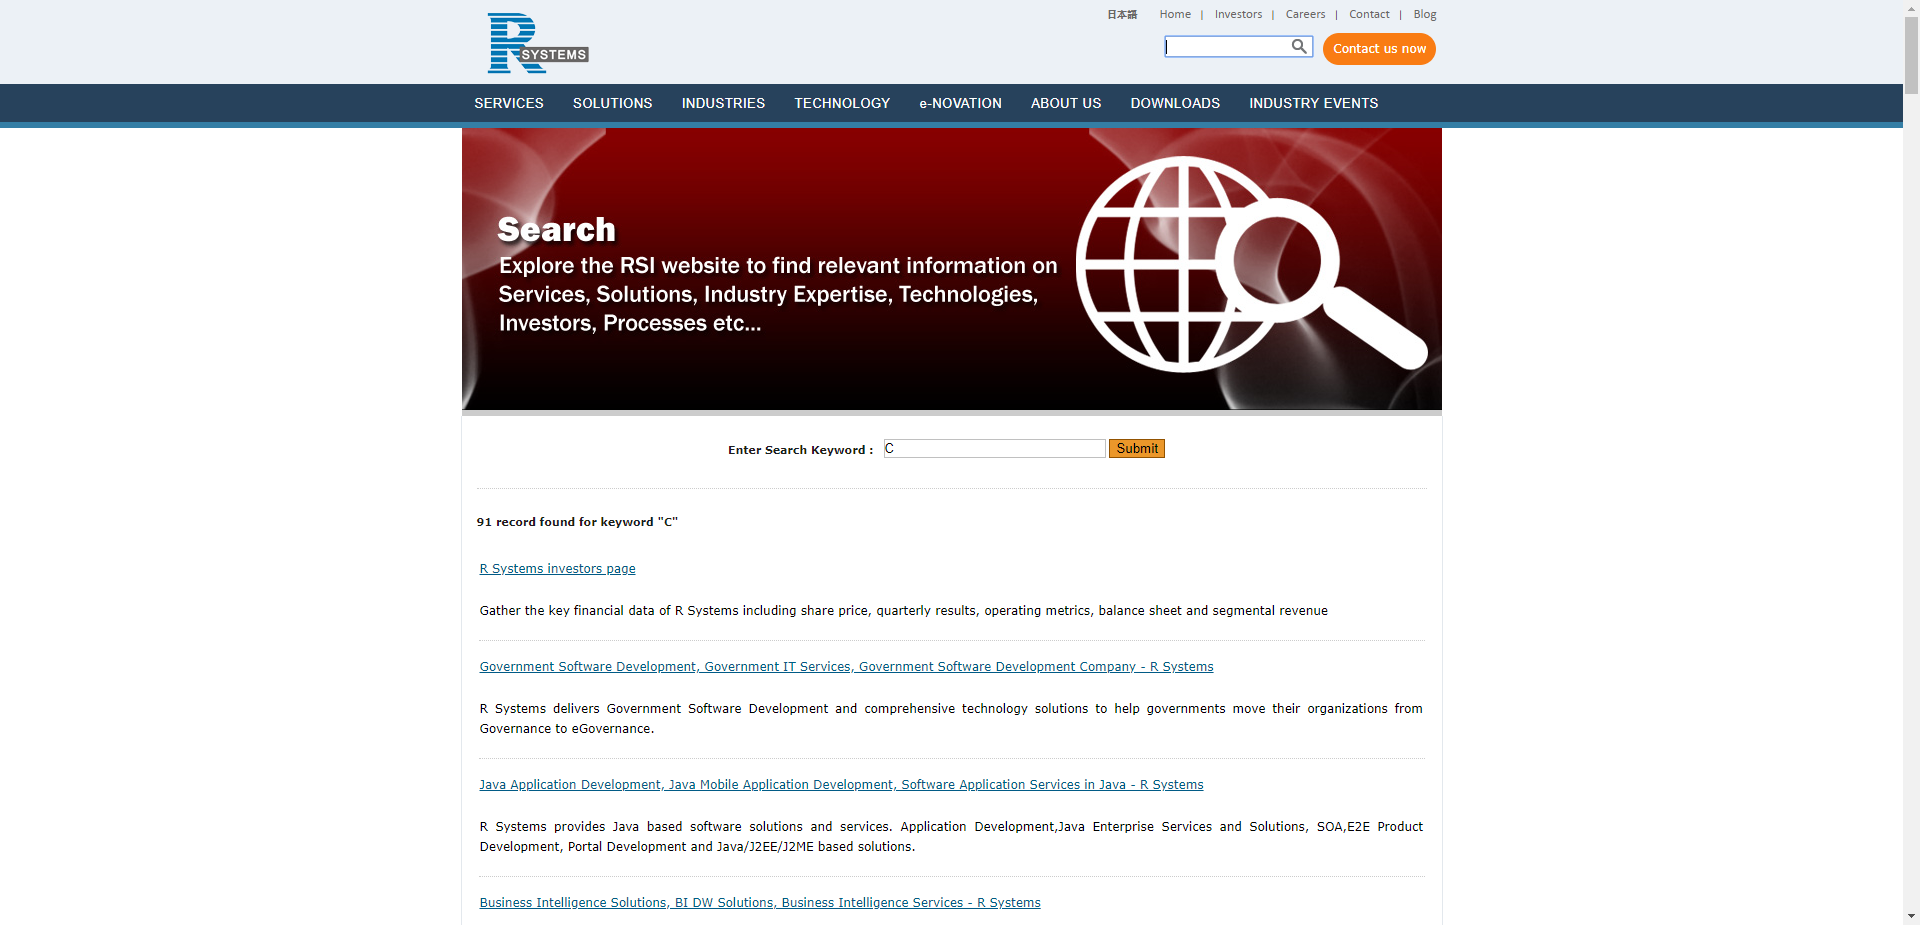 日本語 Home | Investors | Careers | Contact | Blog
R SYSTEMS
Contact us now
SERVICES SOLUTIONS INDUSTRIES TECHNOLOGY e-NOVATION ABOUT US DOWNLOADS INDUSTRY EVENTS
Search
Explore the RSI website to find relevant information on
Services, Solutions, Industry Expertise, Technologies,
Investors, Processes etc...
Enter Search Keyword : C Submit
91 record found for keyword "C"
R Systems investors page
Gather the key financial data of R Systems including share price, quarterly results, operating metrics, balance sheet and segmental revenue
Government Software Development, Government IT Services, Government Software Development Company - R Systems
R Systems delivers Government Software Development and comprehensive technology solutions to help governments move their organizations from
Governance to eGovernance.
Java Application Development, Java Mobile Application Development, Software Application Services in Java - R Systems
R Systems provides Java based software solutions and services. Application Development,Java Enterprise Services and Solutions, SOA,E2E Product
Development, Portal Development and Java/J2EE/J2ME based solutions.
Business Intelligence Solutions, BI DW Solutions, Business Intelligence Services - R Systems